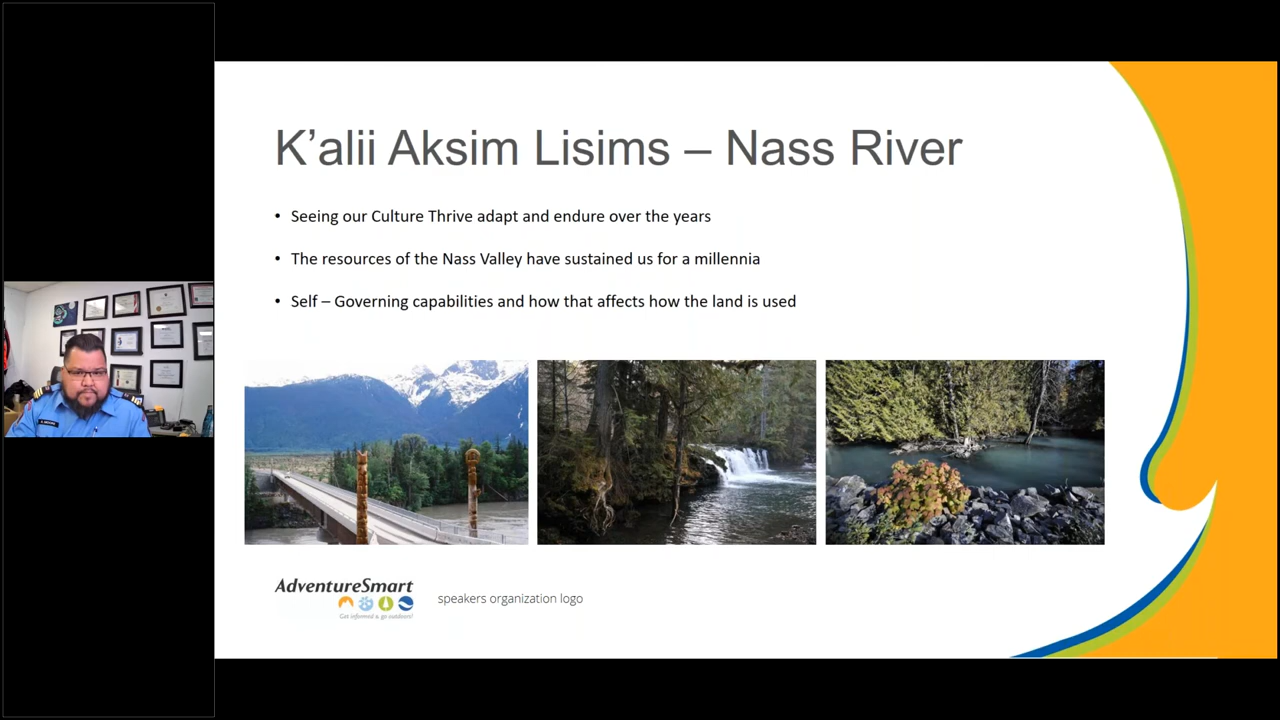 K'alii Aksim Lisims – Nass River
• Seeing our Culture Thrive adapt and endure over the years
• The resources of the Nass Valley have sustained us for a millennia
• Self – Governing capabilities and how that affects how the land is used
AdventureSmart
Get informed & go outdoors!
speakers organization logo